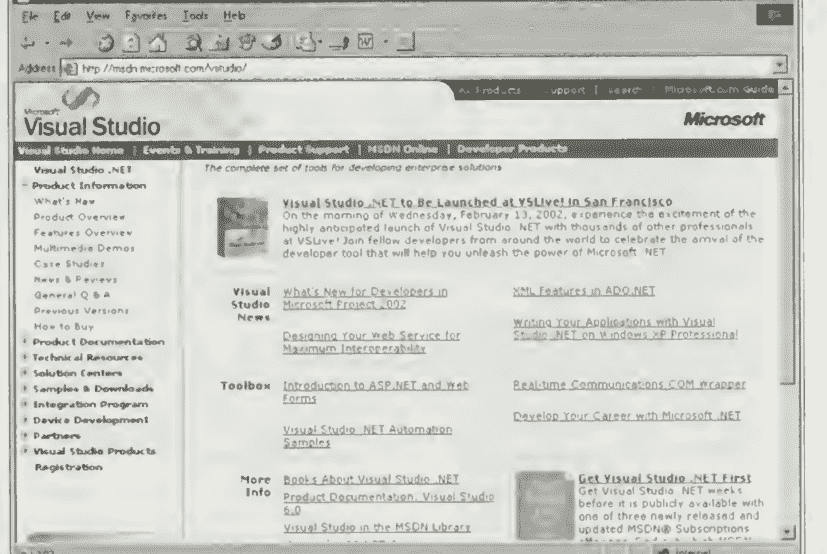 File Edit View Favorites Tools Help
Address http://msdn.microsoft.com/vstudio/
All Products Support | Search | Microsoft.com Guide
Microsoft
Visual Studio
Microsoft
Visual Studio Home | Events & Training | Product Support | MSDN Online | Developer Products
Visual Studio .NET
Product Information
What's New
Product Overview
Features Overview
Multimedia Demos
Case Studies
News & Reviews
General Q & A
Previous Versions
How to Buy
Product Documentation
Technical Resources
Solution Centers
Samples & Downloads
Integration Program
Device Development
Partners
Visual Studio Products
Registration
The complete set of tools for developing enterprise solutions
Visual Studio .NET to Be Launched at VSLive! in San Francisco
On the morning of Wednesday, February 13, 2002, experience the excitement of the
highly anticipated launch of Visual Studio .NET with thousands of other professionals
at VSLive! Join fellow developers from around the world to celebrate the arrival of the
developer tool that will help you unleash the power of Microsoft .NET
Visual
Studio
News
What's New for Developers in
Microsoft Project 2002
Designing Your Web Service for
Maximum Interoperability
XML Features in ADO.NET
Writing Your Applications with Visual
Studio .NET on Windows XP Professional
Toolbox
Introduction to ASP.NET and Web
Forms
Visual Studio .NET Automation
Samples
Real-time Communications COM Wrapper
Develop Your Career with Microsoft .NET
More
Info
Books About Visual Studio .NET
Product Documentation, Visual Studio
6.0
Visual Studio in the MSDN Library
Get Visual Studio .NET First
Get Visual Studio .NET weeks
before it is publicly available with
one of three newly released and
updated MSDN® Subscriptions
Internet